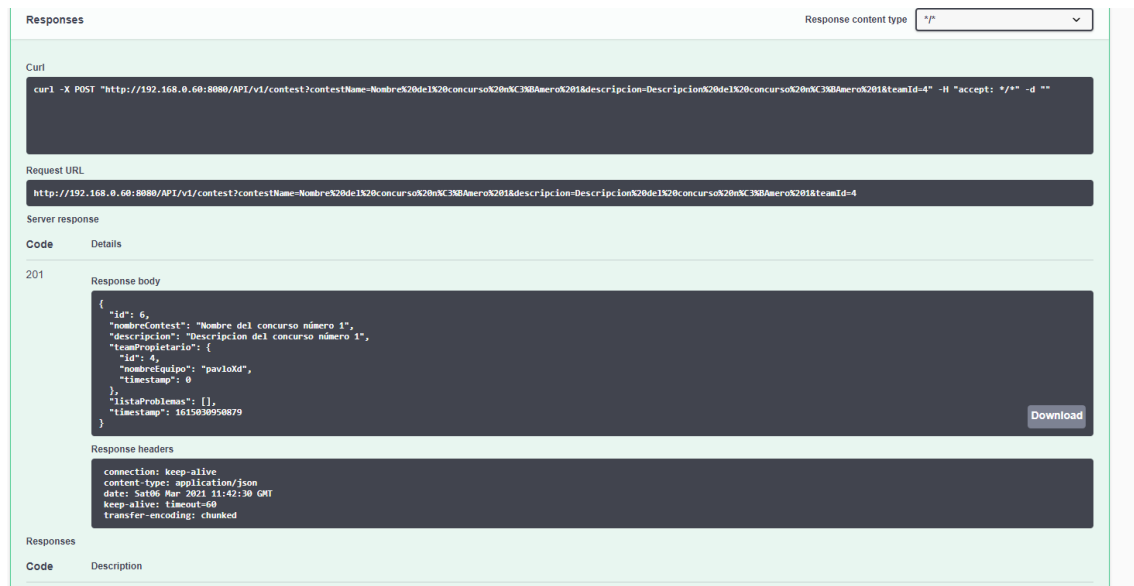 Responses
Response content type */*
Curl
curl -X POST "http://192.168.0.60:8080/API/v1/contest?contestName=Nombre%20del%20concurso%20n%C3%BAmero%201&descripcion=Descripcion%20del%20concurso%20n%C3%BAmero%201&teamId=4" -H "accept: */*" -d ""
Request URL
http://192.168.0.60:8080/API/v1/contest?contestName=Nombre%20del%20concurso%20n%C3%BAmero%201&descripcion=Descripcion%20del%20concurso%20n%C3%BAmero%201&teamId=4
Server response
Code Details
201
Response body
{
"id": 6,
"nombreContest": "Nombre del concurso número 1",
"descripcion": "Descripcion del concurso número 1",
"teamPropietario": {
"id": 4,
"nombreEquipo": "pavloXd",
"timestamp": 0
},
"listaProblemas": [],
"timestamp": 1615030950879
}
Download
Response headers
connection: keep-alive
content-type: application/json
date: Sat06 Mar 2021 11:42:30 GMT
keep-alive: timeout=60
transfer-encoding: chunked
Responses
Code Description